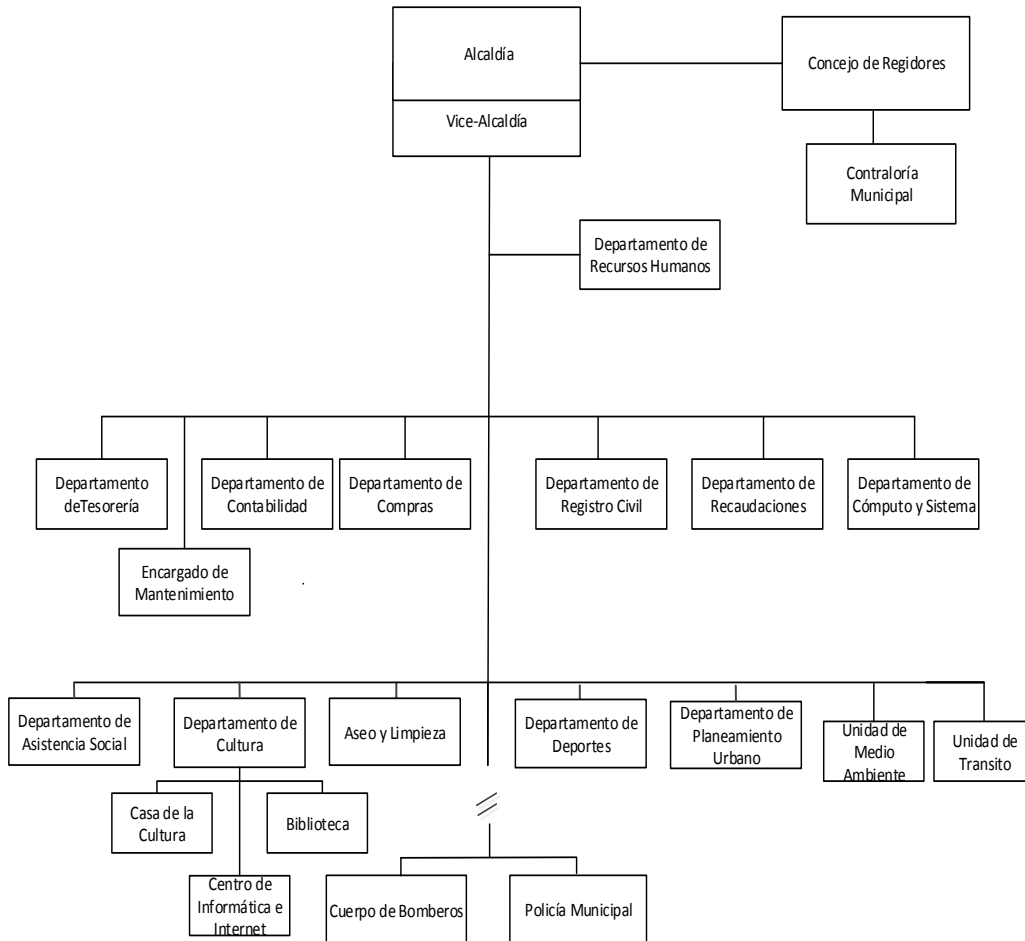 Alcaldía
Vice-Alcaldía
Concejo de Regidores
Contraloría
Municipal
Departamento de
Recursos Humanos
Departamento
deTesorería
Departamento de
Contabilidad
Departamento de
Compras
Departamento de
Registro Civil
Departamento de
Recaudaciones
Departamento de
Cómputo y Sistema
Encargado de
Mantenimiento
Departamento de
Asistencia Social
Departamento de
Cultura
Aseo y Limpieza
Departamento de
Deportes
Departamento de
Planeamiento
Urbano
Unidad de
Medio
Ambiente
Unidad de
Transito
Casa de la
Cultura
Biblioteca
Centro de
Informática e
Internet
Cuerpo de Bomberos
Policía Municipal